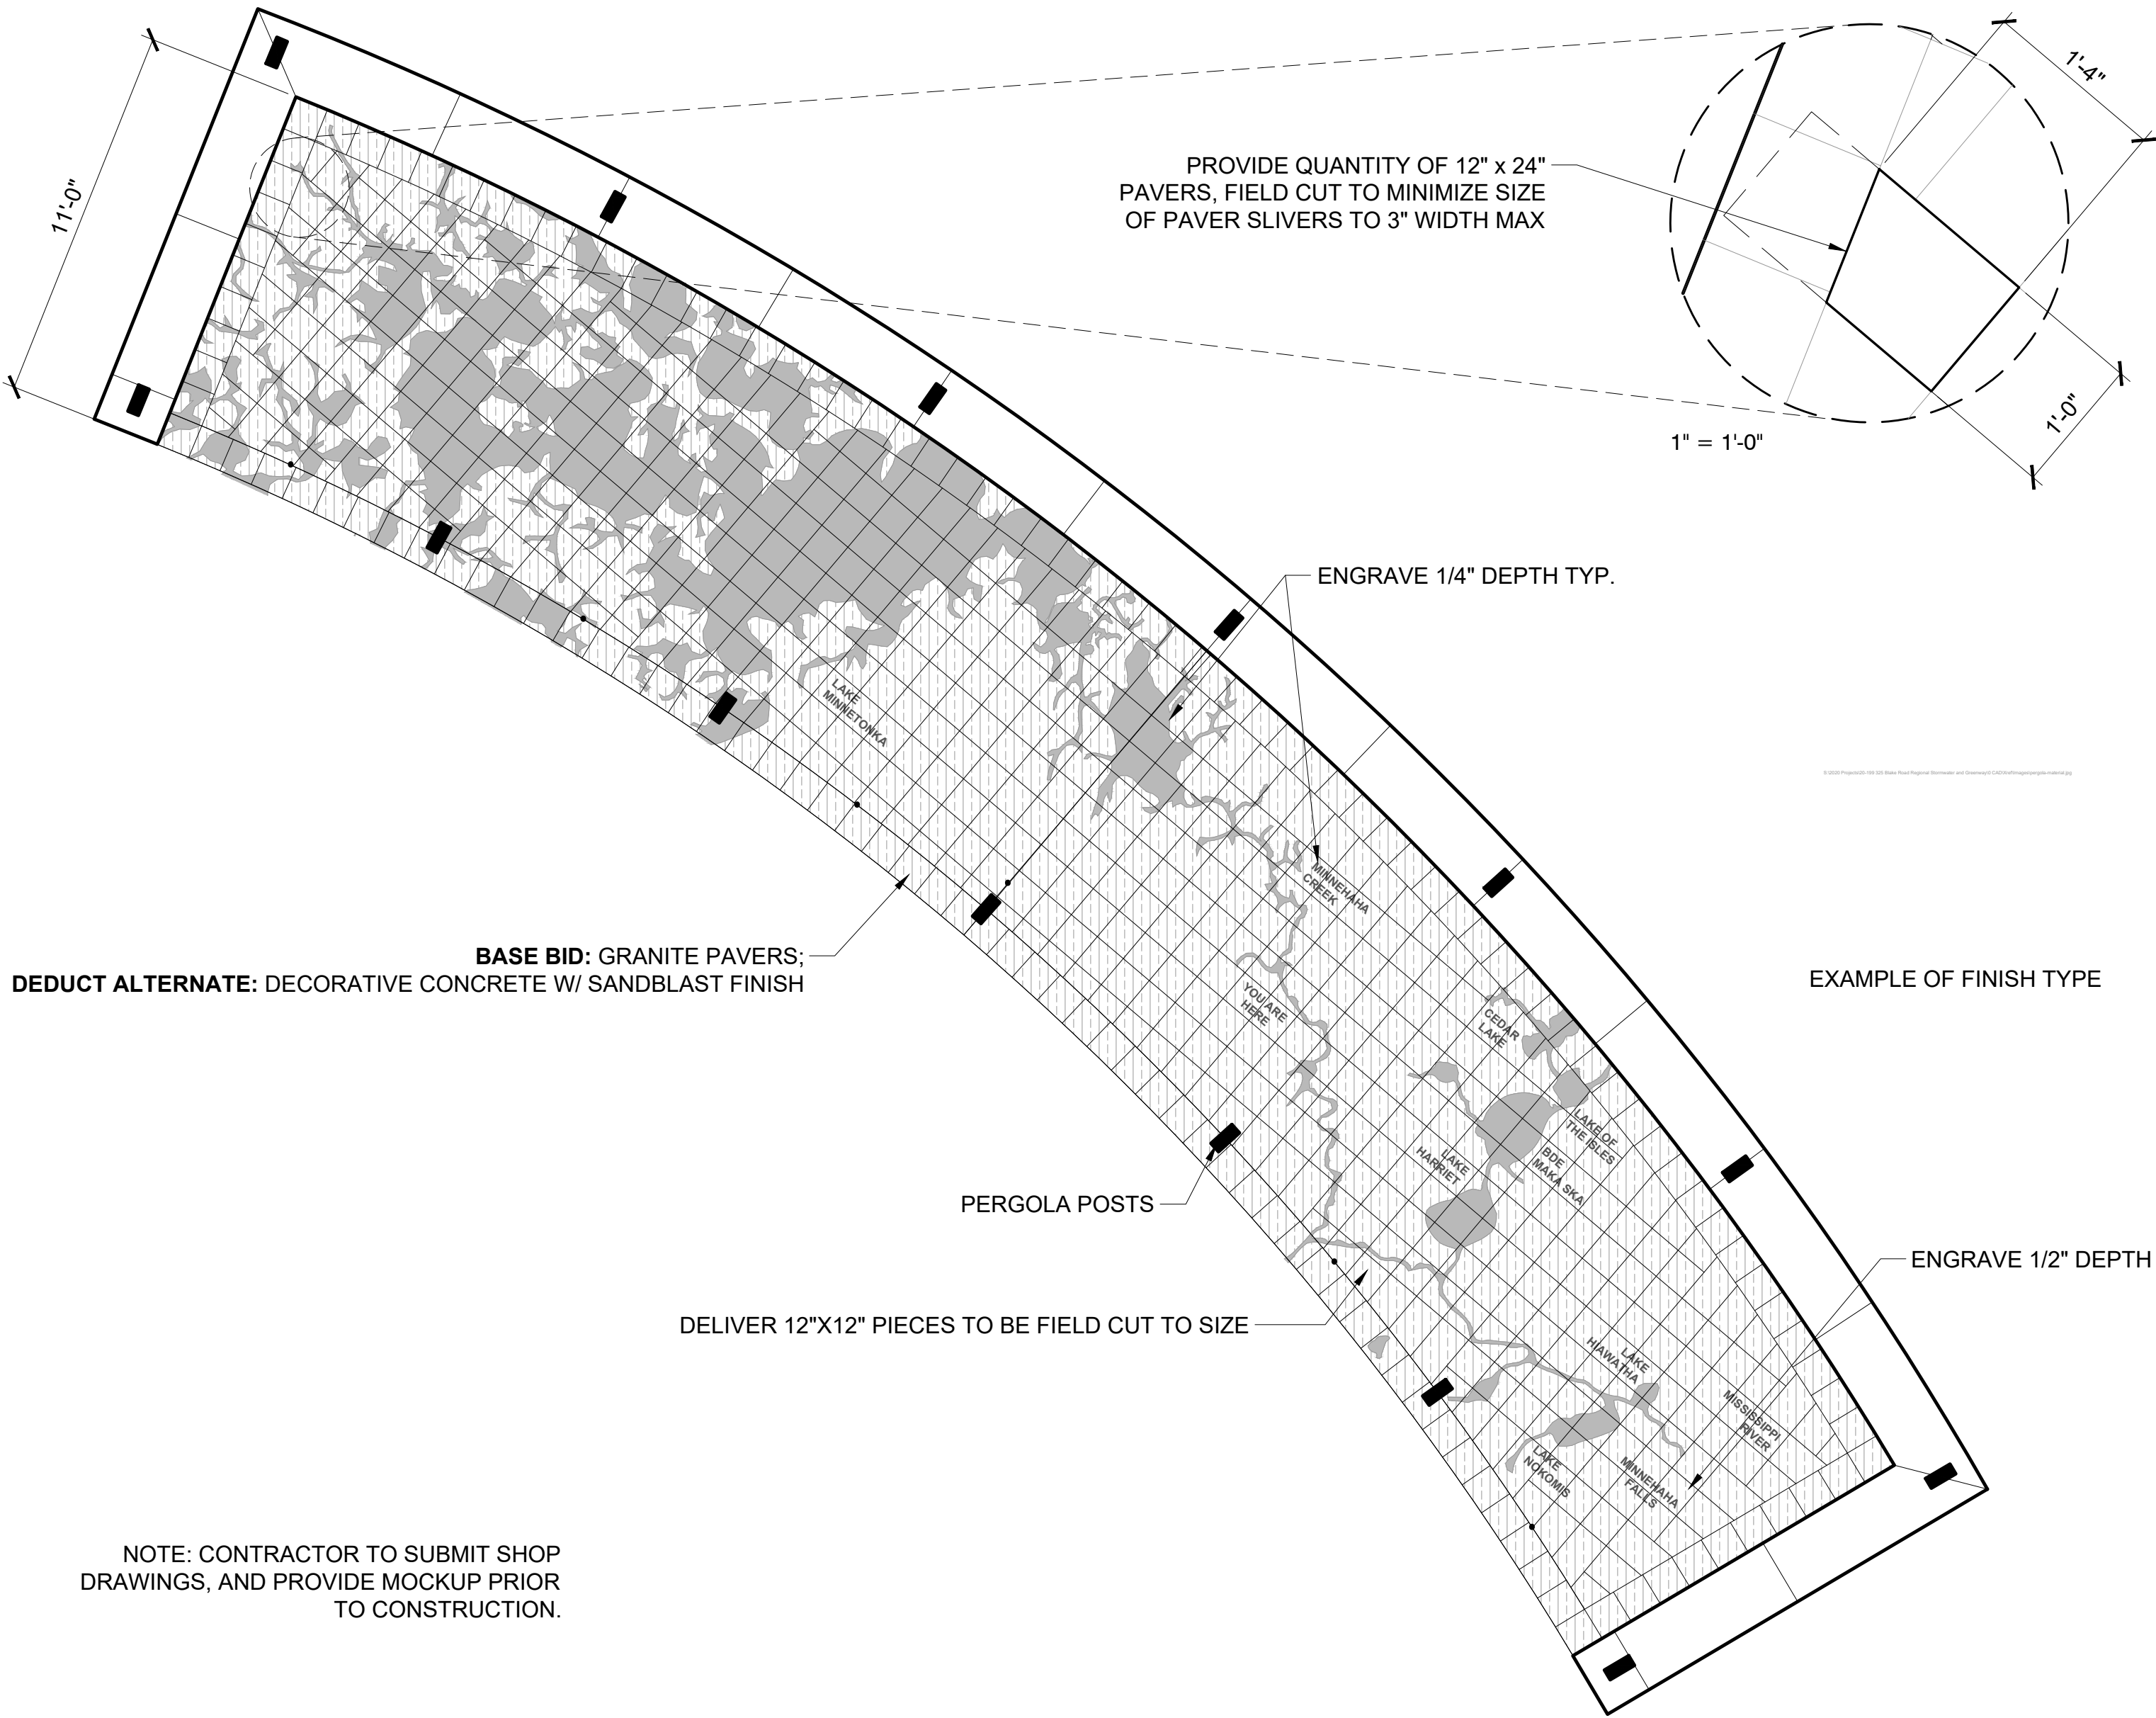 1'-4"
11'-0"
PROVIDE QUANTITY OF 12" x 24"
PAVERS, FIELD CUT TO MINIMIZE SIZE
OF PAVER SLIVERS TO 3" WIDTH MAX
1'-0"
1" = 1'-0"
ENGRAVE 1/4" DEPTH TYP.
LAKE
MINNETONKA
MINNEHAHA
CREEK
BASE BID: GRANITE PAVERS;
DEDUCT ALTERNATE: DECORATIVE CONCRETE W/ SANDBLAST FINISH
EXAMPLE OF FINISH TYPE
YOU ARE
HERE
CEDAR
LAKE
LAKE OF
THE ISLES
BDE
MAKA SKA
LAKE
HARRIET
PERGOLA POSTS
ENGRAVE 1/2" DEPTH
DELIVER 12"X12" PIECES TO BE FIELD CUT TO SIZE
LAKE
HIAWATHA
MISSISSIPPI
RIVER
LAKE
NOKOMIS
MINNEHAHA
FALLS
NOTE: CONTRACTOR TO SUBMIT SHOP
DRAWINGS, AND PROVIDE MOCKUP PRIOR
TO CONSTRUCTION.